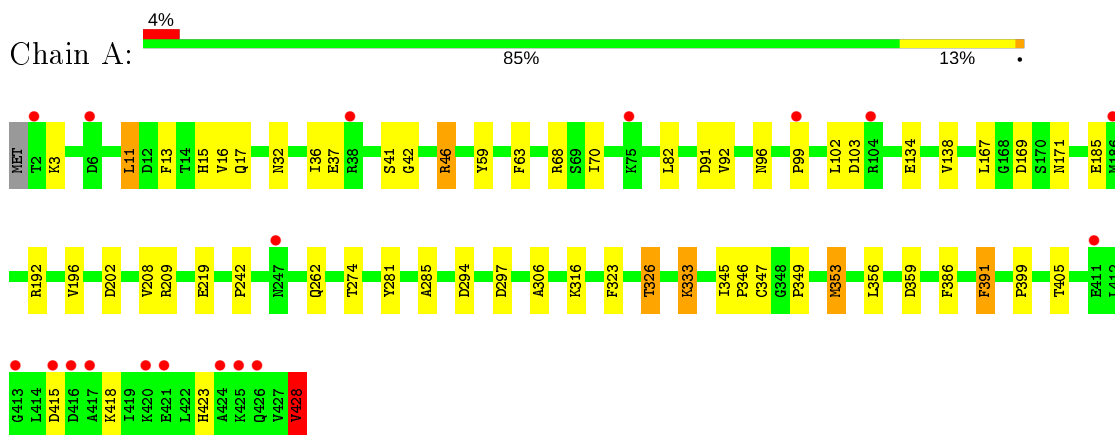 4%
Chain A:
85% 13% •
MET T2 K3 D6 L11 D12 F13 T14 H15 V16 Q17 N32 I36 E37 R38 S41 G42 R46 Y59 F63 R68 S69 I70 K75 L82 D91 V92 N96 P99 L102 D103 R104 E134 V138 L167 G168 D169 S170 N171 E185 M186
R192 V196 D202 V208 R209 E219 P242 N247 Q262 T274 Y281 A285 D294 D297 A306 K316 F323 T326 K333 I345 P346 C347 G348 P349 M353 L356 D359 F386 F391 P399 T405 E411 L412
G413 L414 D415 D416 A417 K418 I419 K420 E421 L422 H423 A424 K425 Q426 V427 V428